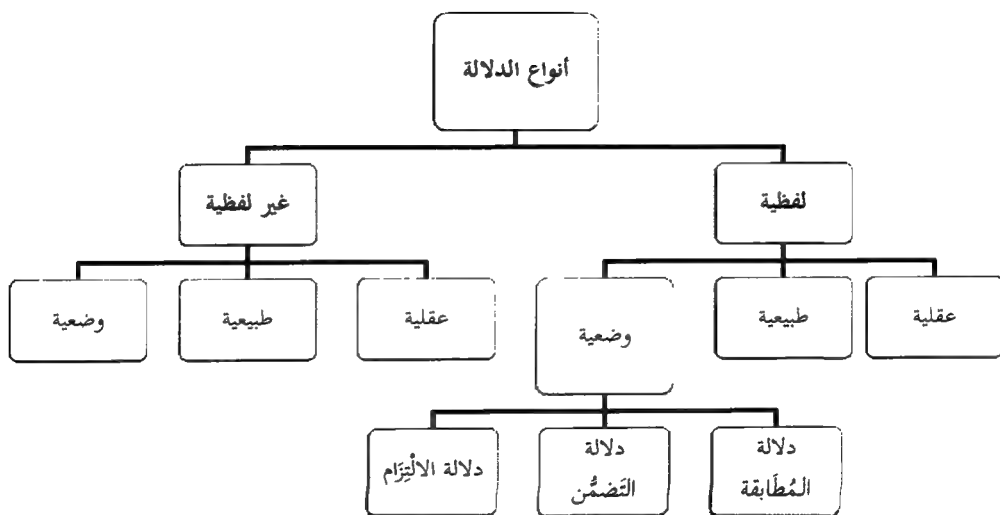 أنواع الدلالة
لفظية
غير لفظية
عقلية
طبيعية
وضعية
عقلية
طبيعية
وضعية
دلالة
المُطَابقة
دلالة
التَضمُّن
دلالة الالْتِزَام